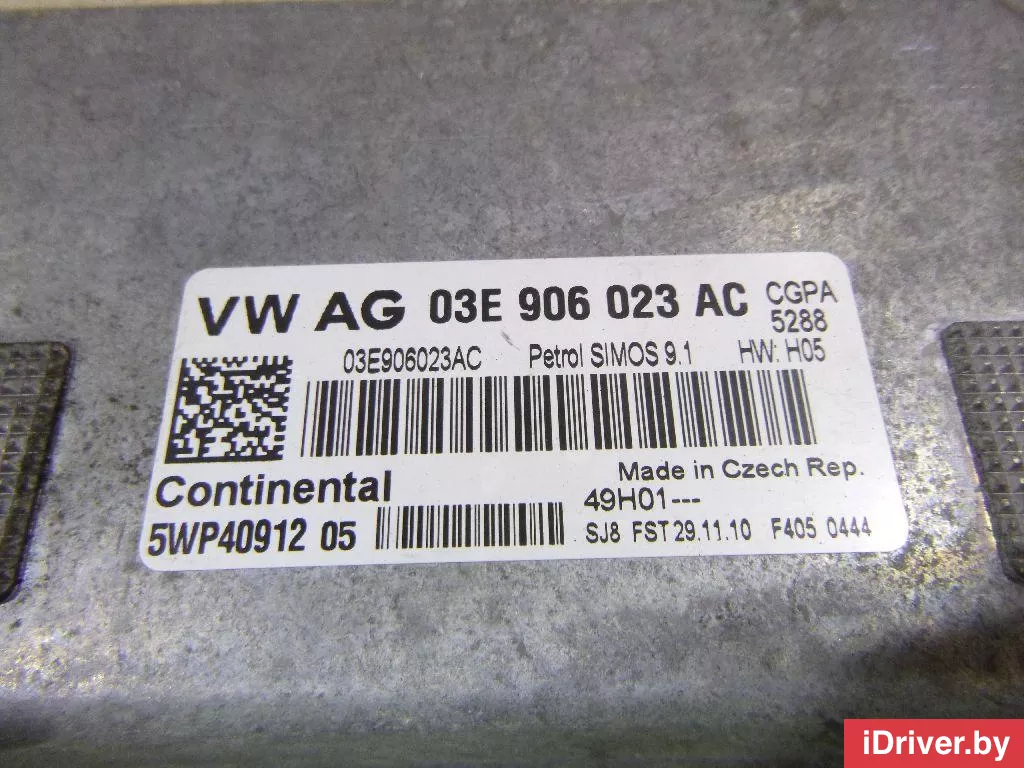 VW AG 03E 906 023 AC CGPA
5288
03E906023AC Petrol SIMOS 9.1 HW: H05
Continental Made in Czech Rep.
49H01---
5WP40912 05 SJ8 FST 29.11.10 F405 0444
iDriver.by